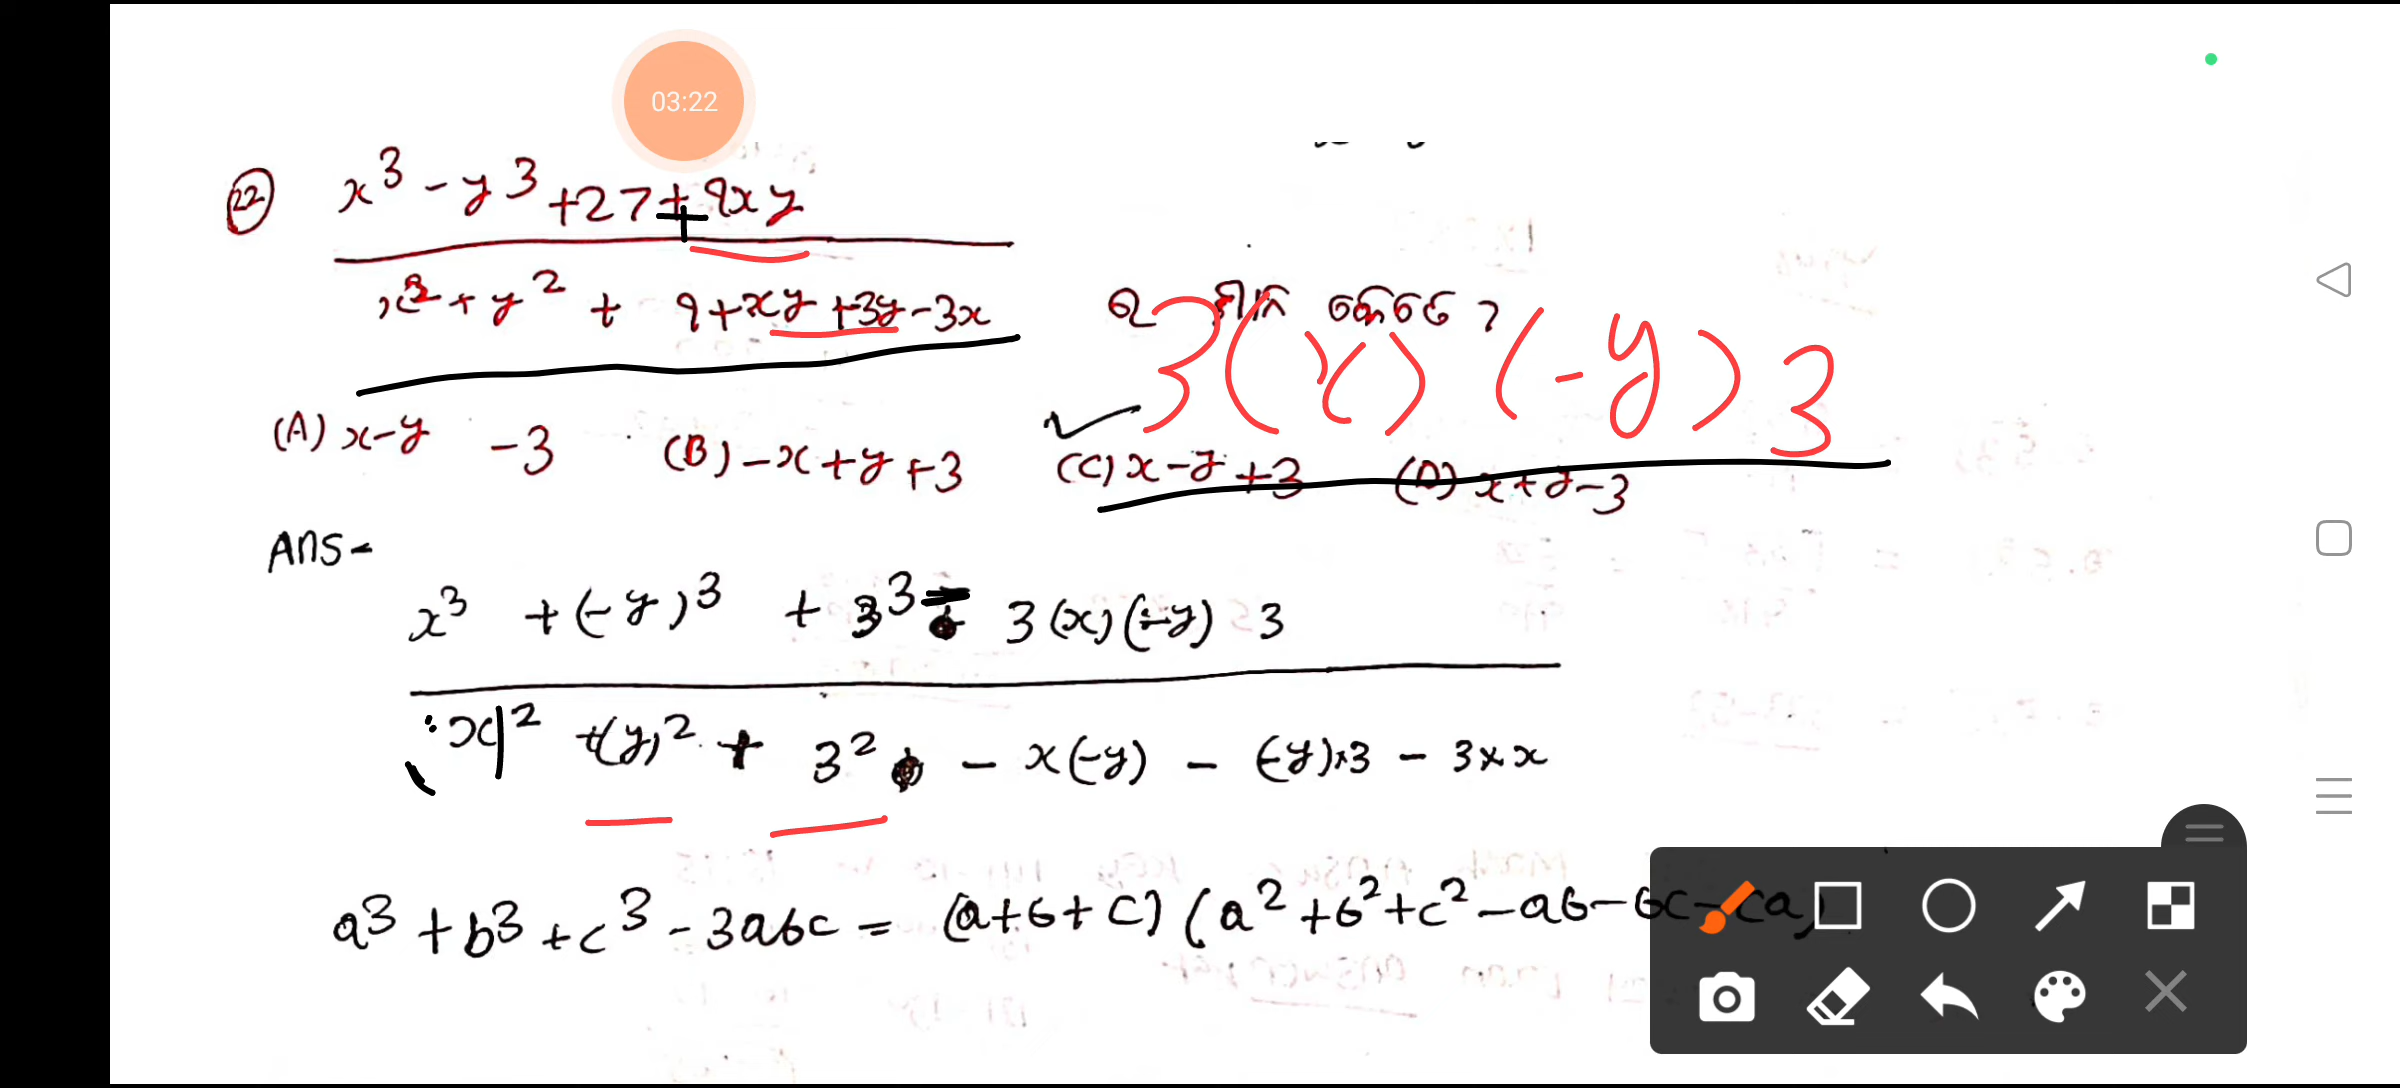 03:22
22 x³ - y³ + 27 + 9xy
x² + y² + 9 + xy + 3y - 3x ର ମାନ କେତେ ?
3(x)(-y)3
(A) x-y -3 (B) -x+y+3 (C) x-y+3 (D) x+y-3
Ans -
x³ + (-y)³ + 3³ - 3(x)(-y) 3
(x)² + (y)² + 3² - x(-y) - (-y)×3 - 3×x
a³ + b³ + c³ - 3abc = (a+b+c) (a² + b² + c² - ab - bc - ca)